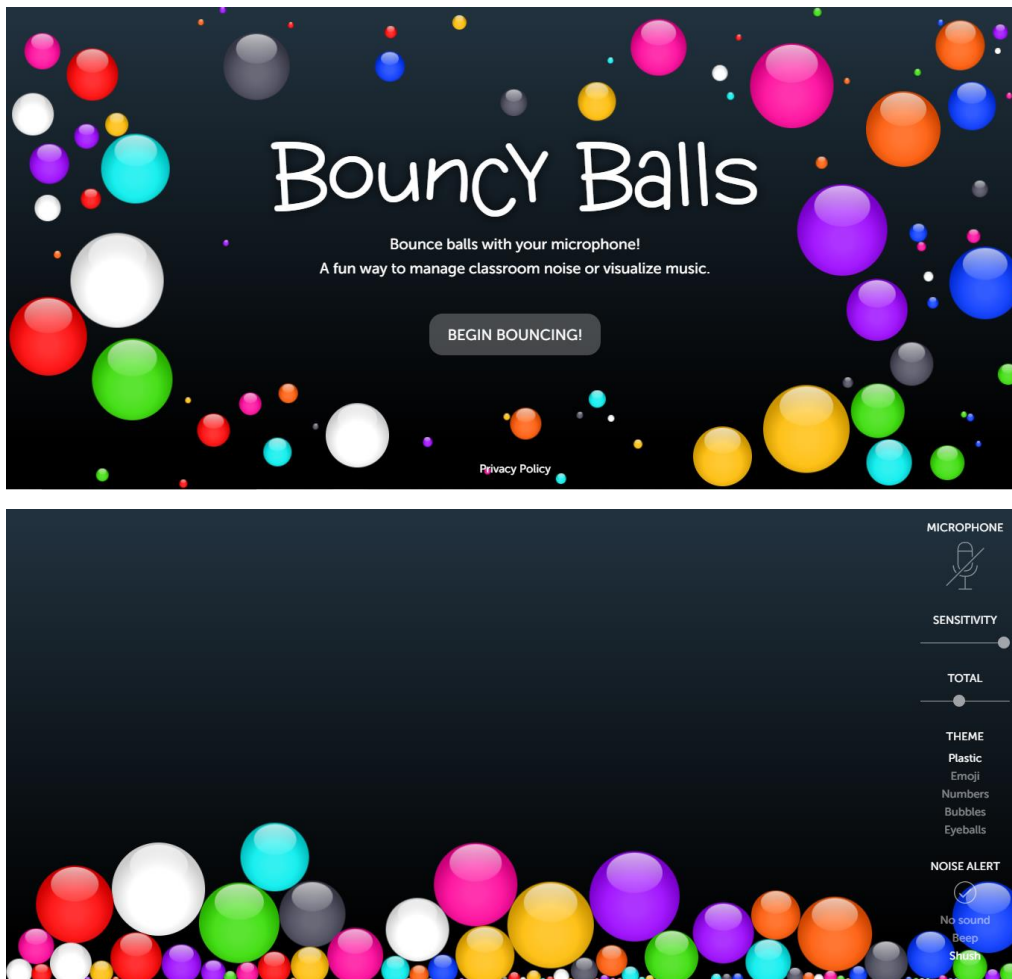 Bouncy Balls
Bounce balls with your microphone!
A fun way to manage classroom noise or visualize music.
BEGIN BOUNCING!
Privacy Policy
MICROPHONE
SENSITIVITY
TOTAL
THEME
Plastic
Emoji
Numbers
Bubbles
Eyeballs
NOISE ALERT
No sound
Beep
Shush